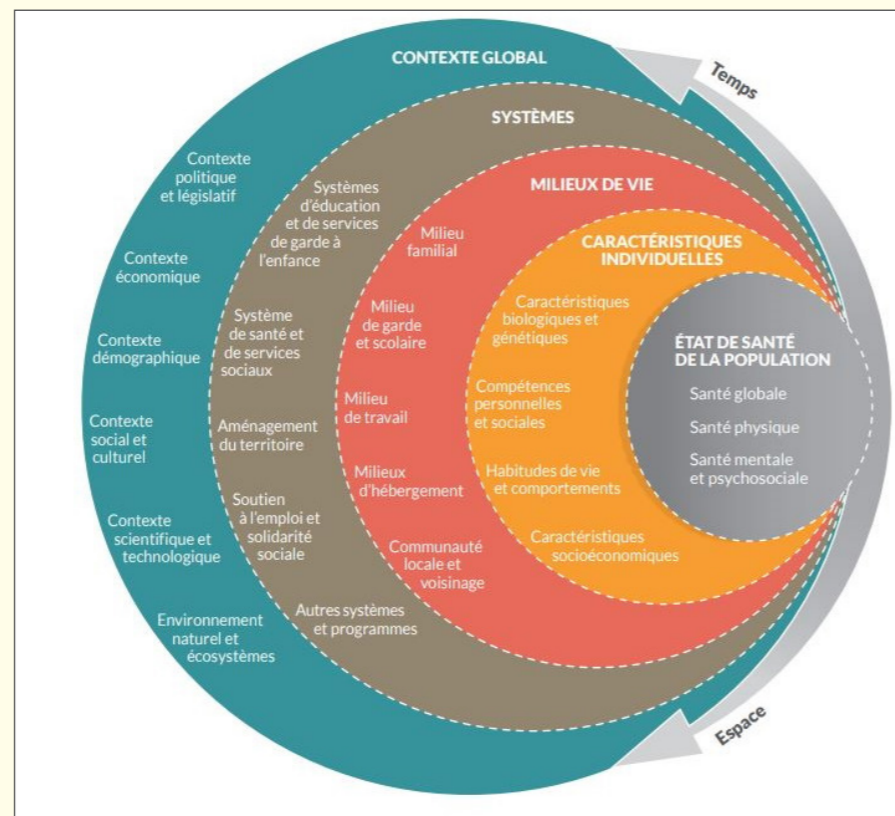 CONTEXTE GLOBAL
Contexte
politique
et législatif
Contexte
économique
Contexte
démographique
Contexte
social et
culturel
Contexte
scientifique et
technologique
Environnement
naturel et
écosystèmes
SYSTÈMES
Systèmes
d'éducation
et de services
de garde à
l'enfance
Système
de santé et
de services
sociaux
Aménagement
du territoire
Soutien
à l'emploi et
solidarité
sociale
Autres systèmes
et programmes
MILIEUX DE VIE
Milieu
familial
Milieu
de garde
et scolaire
Milieu
de travail
Milieux
d'hébergement
Communauté
locale et
voisinage
CARACTÉRISTIQUES
INDIVIDUELLES
Caractéristiques
biologiques et
génétiques
Compétences
personnelles
et sociales
Habitudes de vie
et comportements
Caractéristiques
socioéconomiques
ÉTAT DE SANTÉ
DE LA POPULATION
Santé globale
Santé physique
Santé mentale
et psychosociale
Temps
Espace